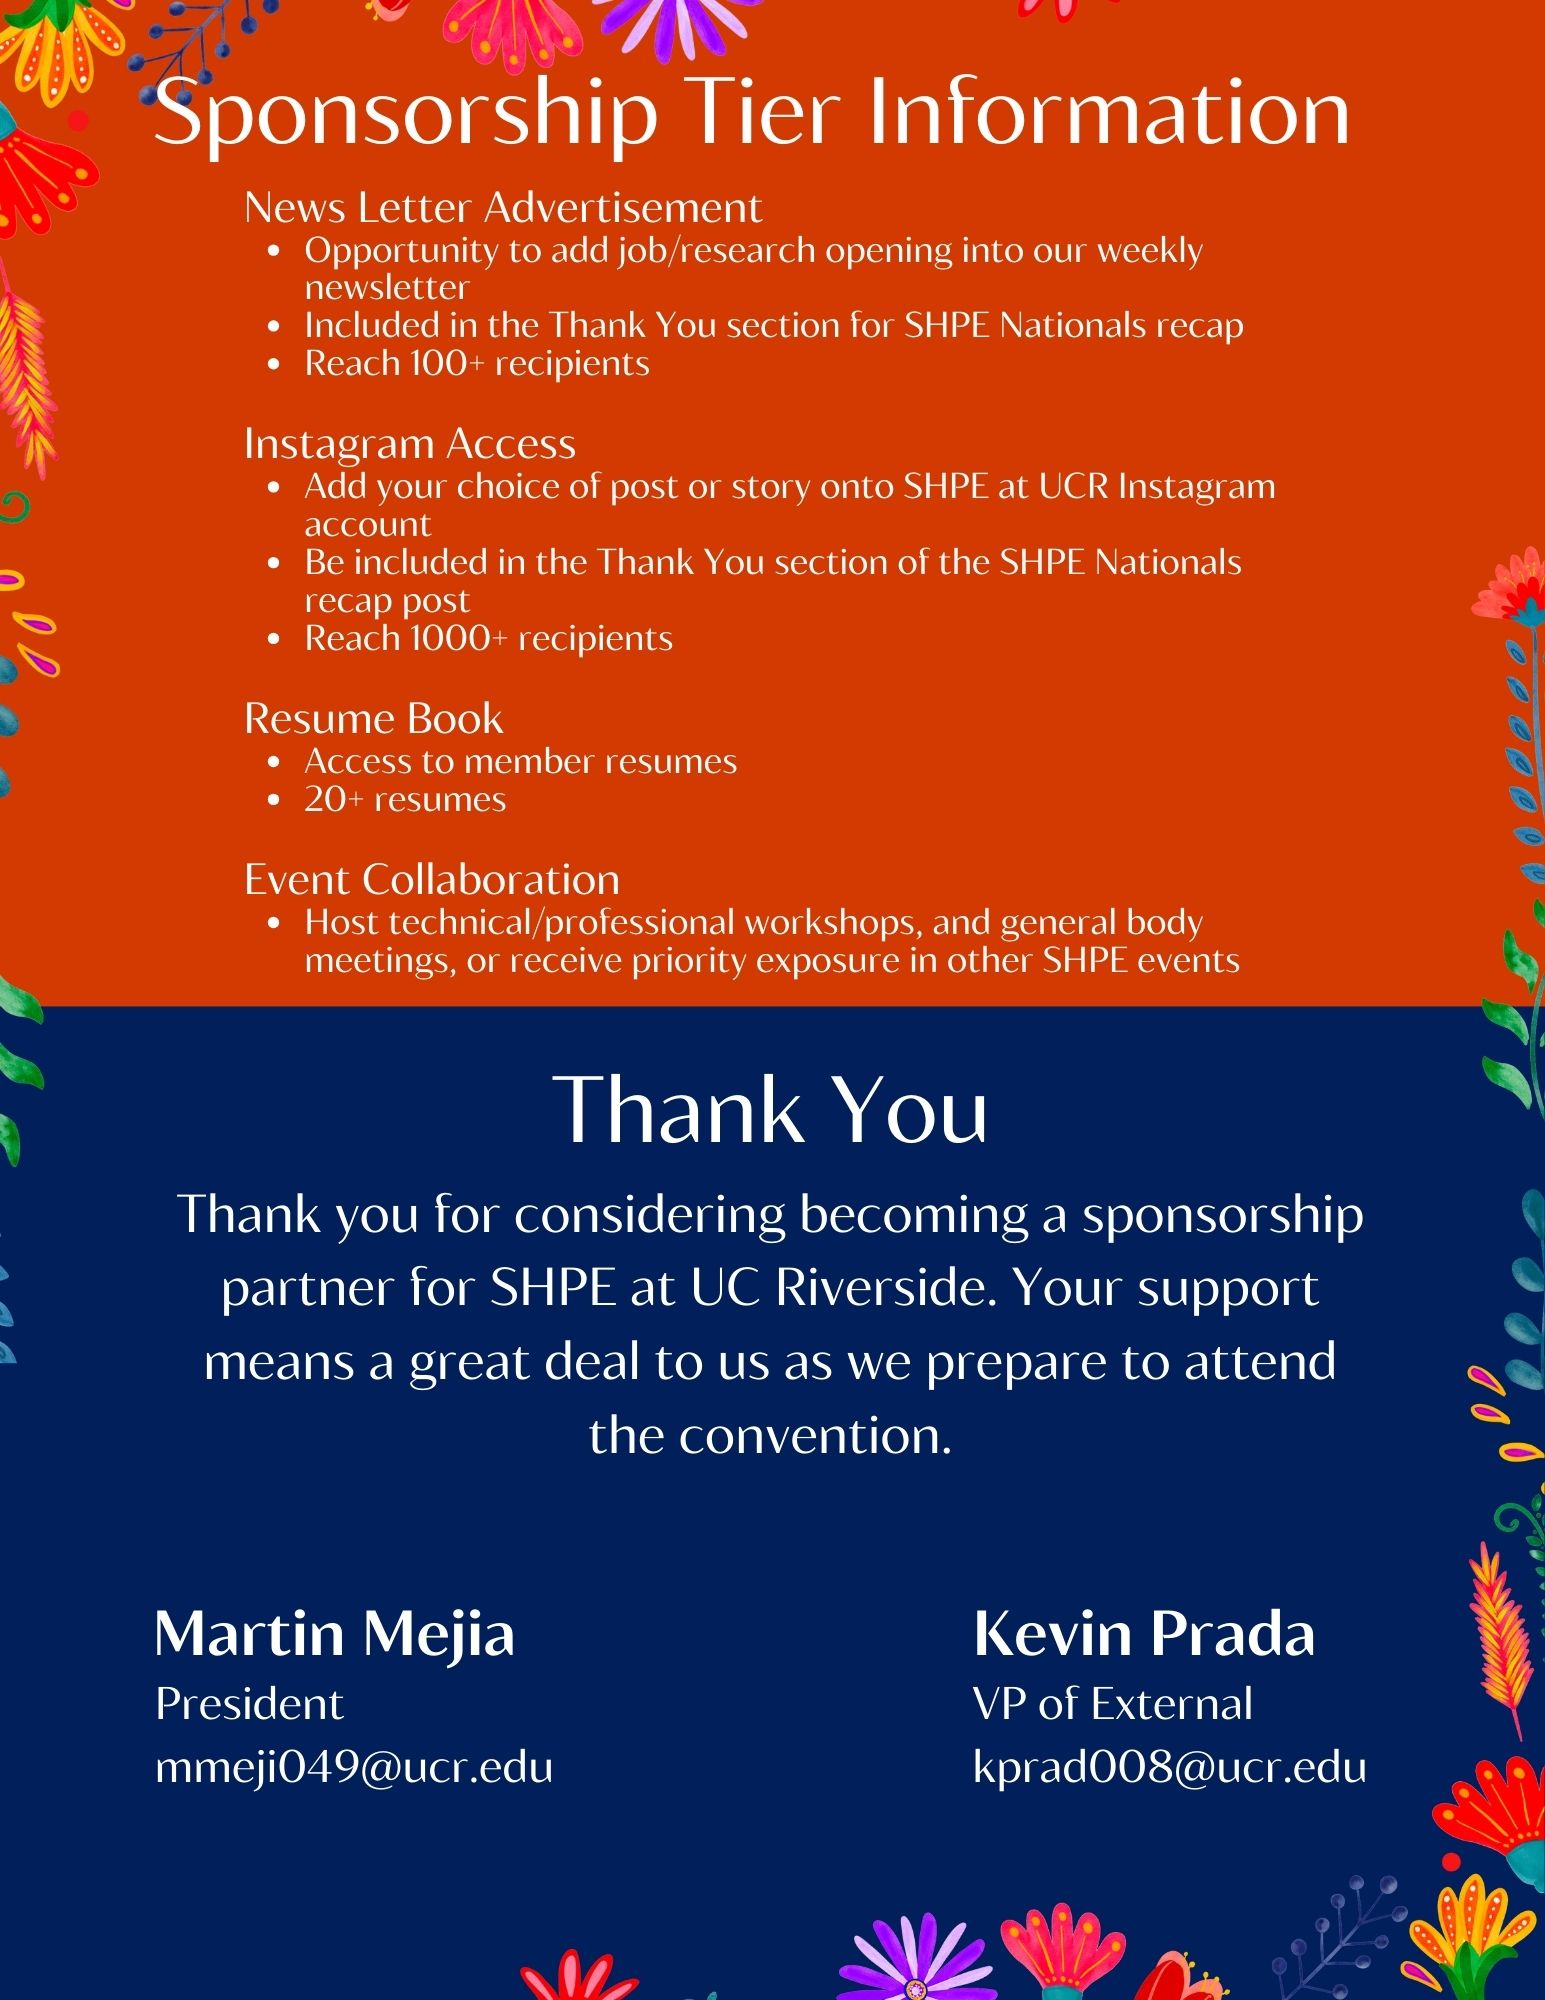 Sponsorship Tier Information
News Letter Advertisement
• Opportunity to add job/research opening into our weekly
newsletter
• Included in the Thank You section for SHPE Nationals recap
• Reach 100+ recipients
Instagram Access
• Add your choice of post or story onto SHPE at UCR Instagram
account
• Be included in the Thank You section of the SHPE Nationals
recap post
• Reach 1000+ recipients
Resume Book
• Access to member resumes
• 20+ resumes
Event Collaboration
• Host technical/professional workshops, and general body
meetings, or receive priority exposure in other SHPE events
Thank You
Thank you for considering becoming a sponsorship
partner for SHPE at UC Riverside. Your support
means a great deal to us as we prepare to attend
the convention.
Martin Mejia
President
mmeji049@ucr.edu
Kevin Prada
VP of External
kprad008@ucr.edu